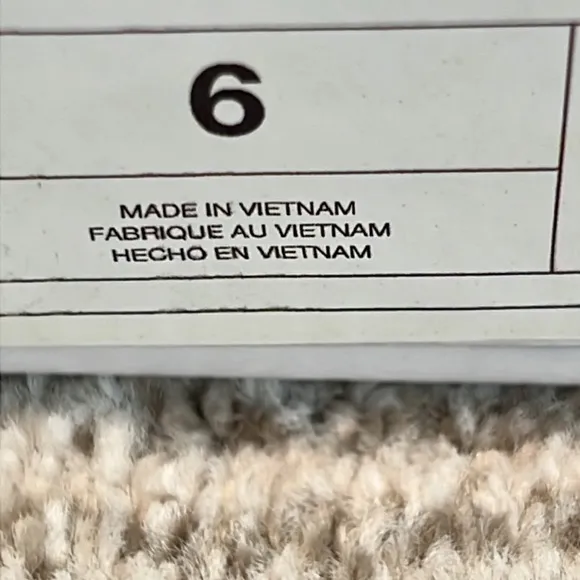 6
MADE IN VIETNAM
FABRIQUE AU VIETNAM
HECHO EN VIETNAM